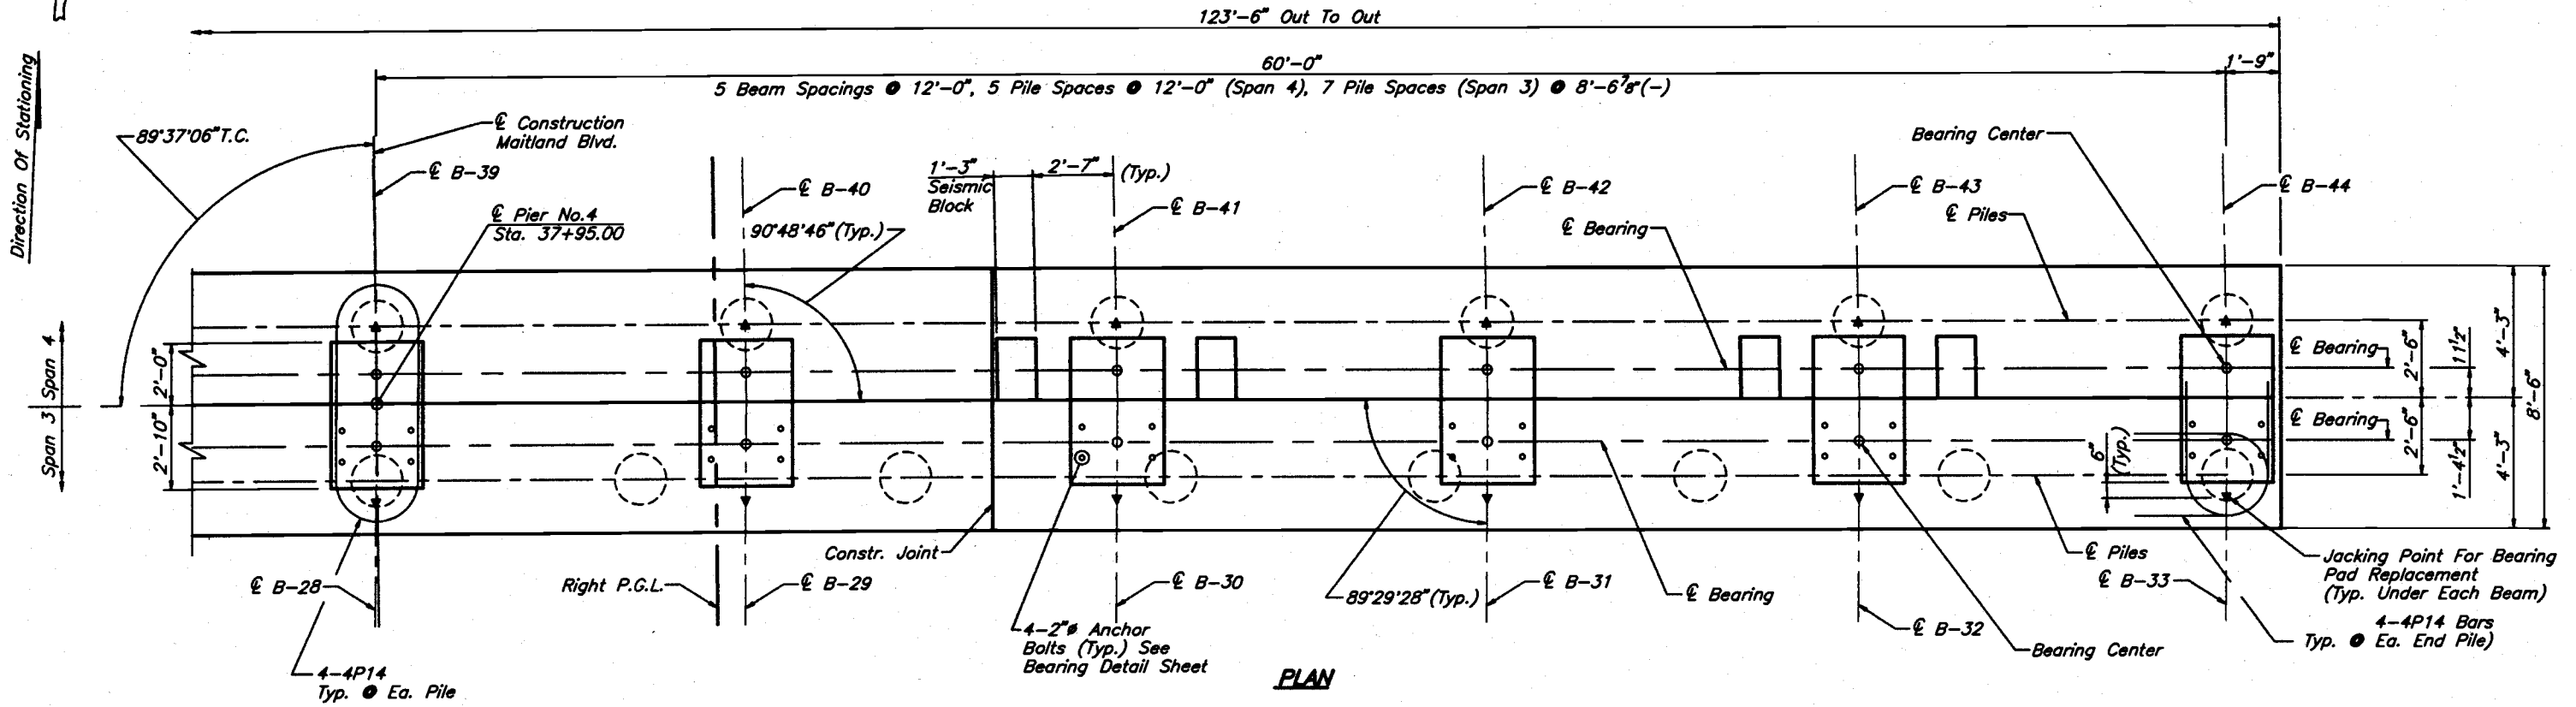 123'-6" Out To Out
60'-0"
1'-9"
5 Beam Spacings @ 12'-0", 5 Pile Spaces @ 12'-0" (Span 4), 7 Pile Spaces (Span 3) @ 8'-6 7/8"(-)
Direction Of Stationing
89°37'06"T.C.
℄ Construction
Maitland Blvd.
℄ B-39
℄ Pier No.4
Sta. 37+95.00
℄ B-40
90°48'46"(Typ.)
1'-3"
Seismic
Block
2'-7" (Typ.)
℄ B-41
℄ B-42
℄ Bearing
Bearing Center
℄ B-43
℄ Piles
℄ B-44
Span 3 Span 4
2'-0"
2'-10"
℄ Bearing
℄ Bearing
2'-6"
2'-6"
11 1/2"
1'-4 1/2"
4'-3"
4'-3"
8'-6"
6"
(Typ.)
℄ B-28
4-4P14
Typ. @ Ea. Pile
Right P.G.L.
℄ B-29
Constr. Joint
4-2"ø Anchor
Bolts (Typ.) See
Bearing Detail Sheet
℄ B-30
89°29'28"(Typ.)
℄ B-31
℄ Bearing
℄ B-32
Bearing Center
℄ Piles
℄ B-33
Jacking Point For Bearing
Pad Replacement
(Typ. Under Each Beam)
4-4P14 Bars
Typ. @ Ea. End Pile)
PLAN